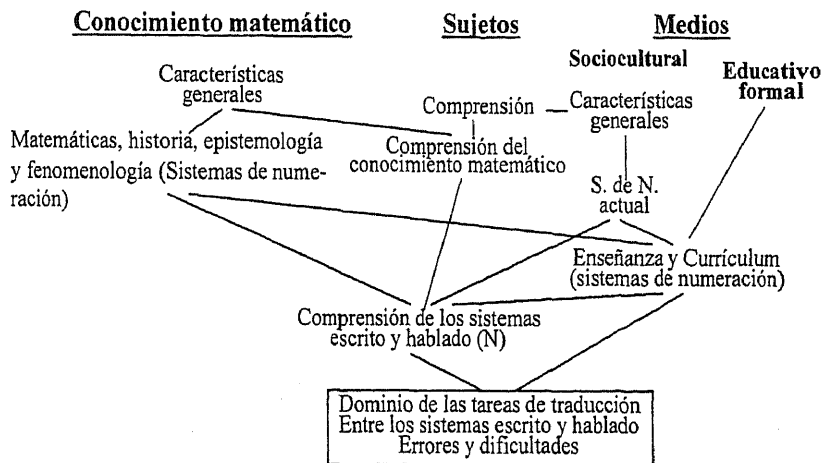 Conocimiento matemático
Sujetos
Medios
Sociocultural
Educativo
formal
Características
generales
Comprensión
Características
generales
Matemáticas, historia, epistemología
y fenomenología (Sistemas de nume-
ración)
Comprensión del
conocimiento matemático
S. de N.
actual
Enseñanza y Currículum
(sistemas de numeración)
Comprensión de los sistemas
escrito y hablado (N)
Dominio de las tareas de traducción
Entre los sistemas escrito y hablado
Errores y dificultades